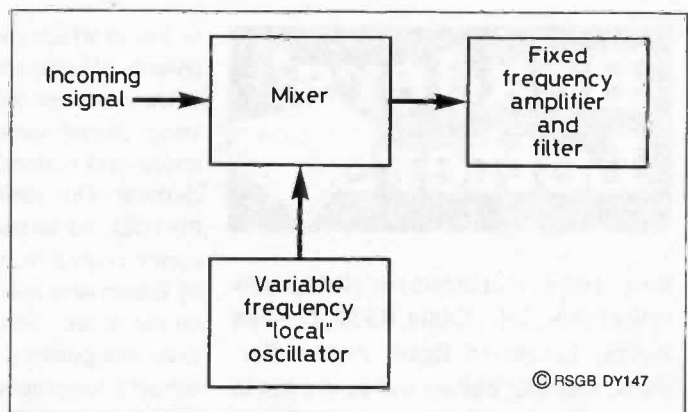 Incoming
signal
Mixer
Fixed
frequency
amplifier
and
filter
Variable
frequency
"local"
oscillator
© RSGB DY147